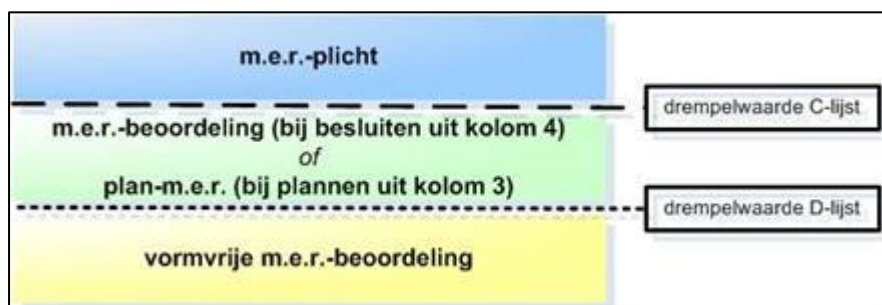 m.e.r.-plicht
drempelwaarde C-lijst
m.e.r.-beoordeling (bij besluiten uit kolom 4)
of
plan-m.e.r. (bij plannen uit kolom 3)
drempelwaarde D-lijst
vormvrije m.e.r.-beoordeling